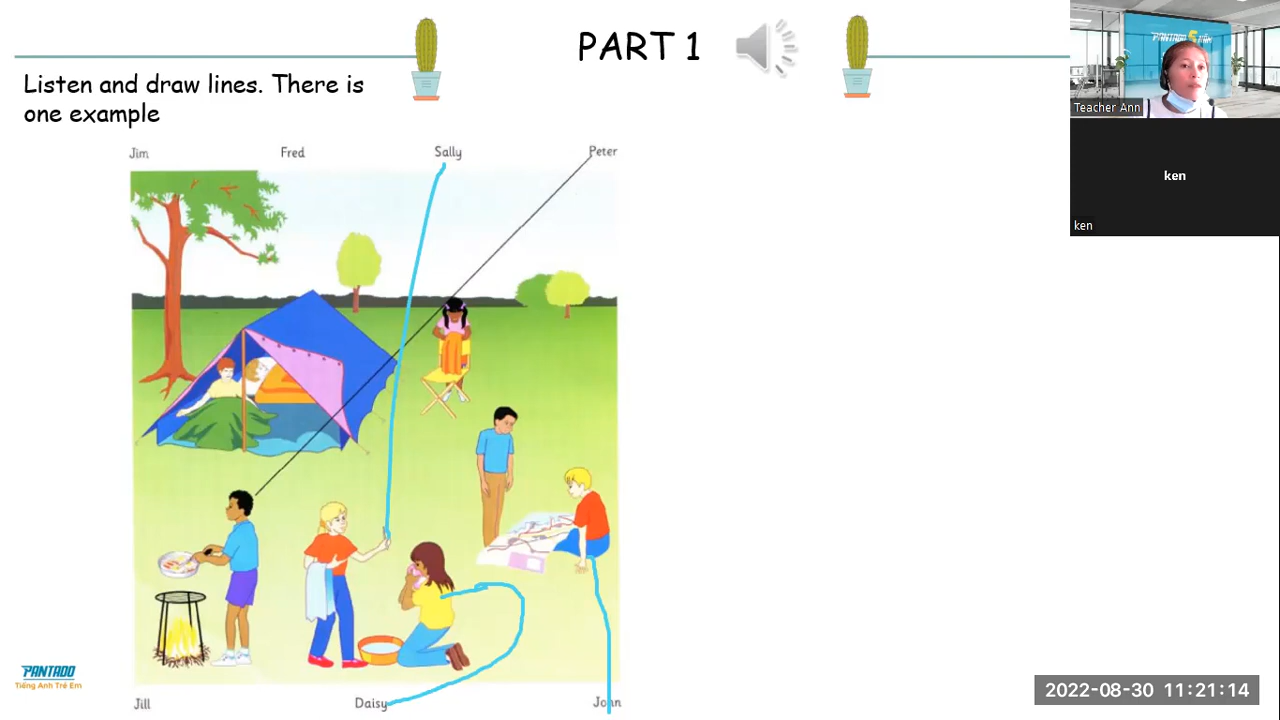 PART 1
Listen and draw lines. There is
one example
Jim Fred Sally Peter
Jill Daisy John
PANTADO
Tiếng Anh Trẻ Em
PANTADO
Teacher Ann
ken
ken
2022-08-30 11:21:14